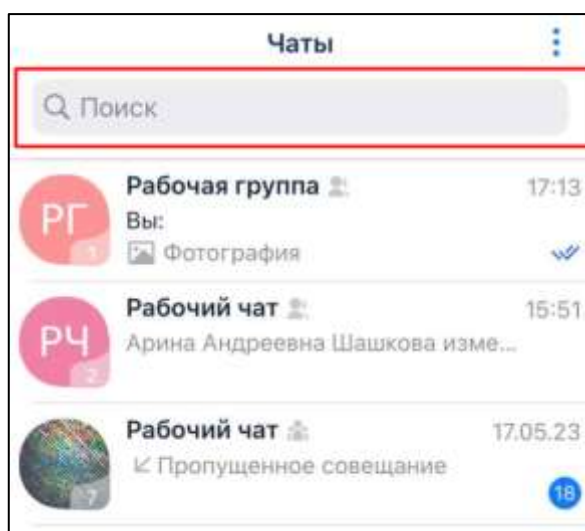 Чаты
Поиск
Рабочая группа 17:13
РГ
1
Вы:
Фотография
Рабочий чат 15:51
РЧ
2
Арина Андреевна Шашкова изме...
Рабочий чат 17.05.23
7
Пропущенное совещание
18